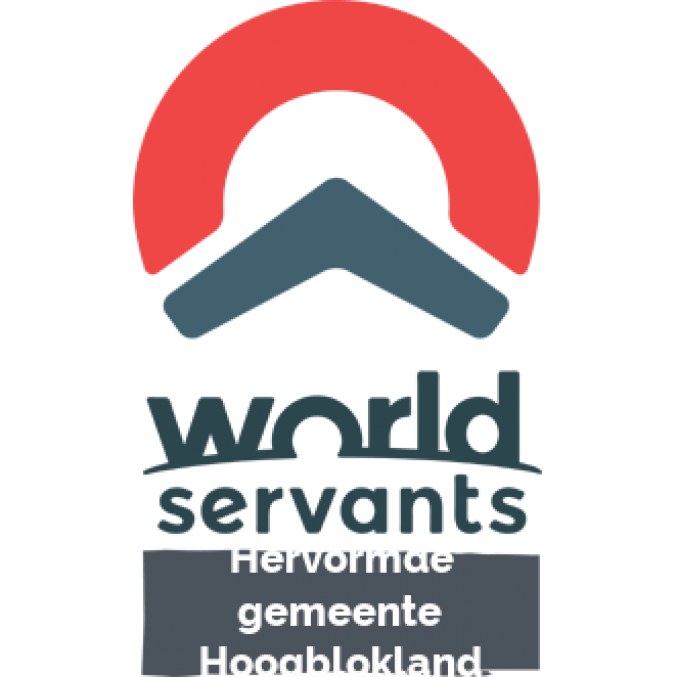 world
servants
Hervormde
gemeente
Hoogblokland